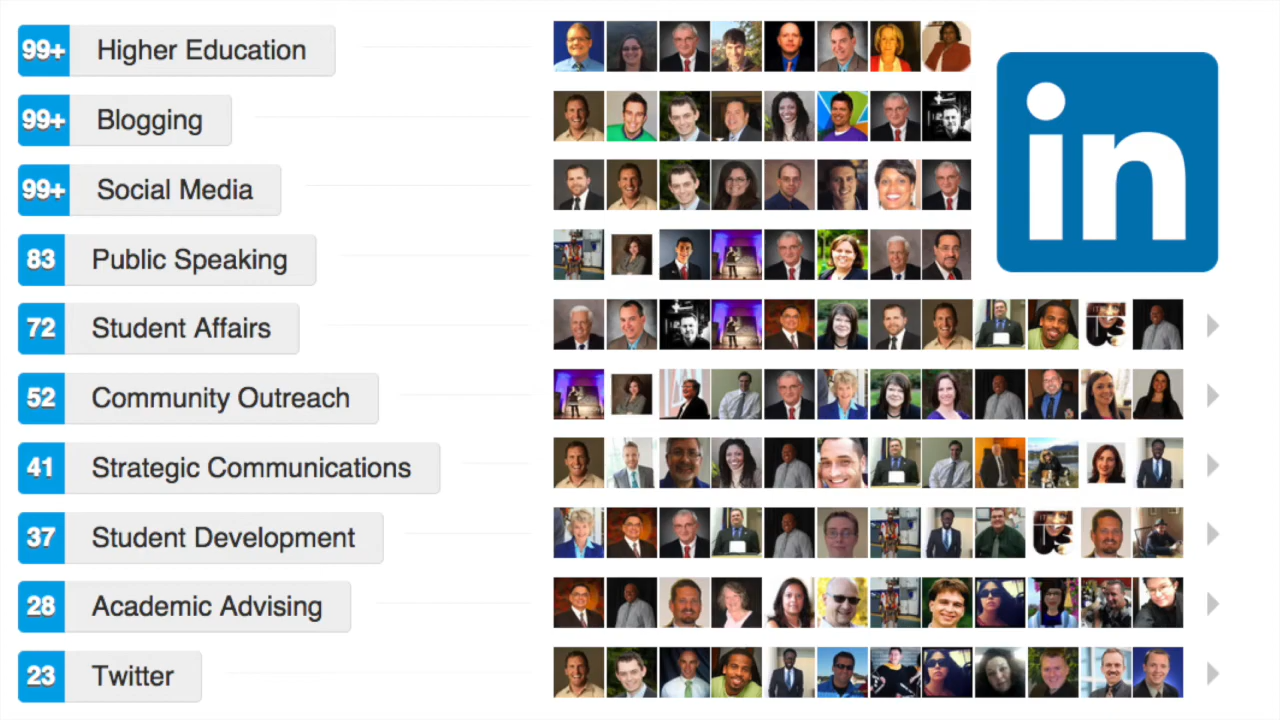 99+ Higher Education
99+ Blogging
99+ Social Media
83 Public Speaking
72 Student Affairs
52 Community Outreach
41 Strategic Communications
37 Student Development
28 Academic Advising
23 Twitter
in